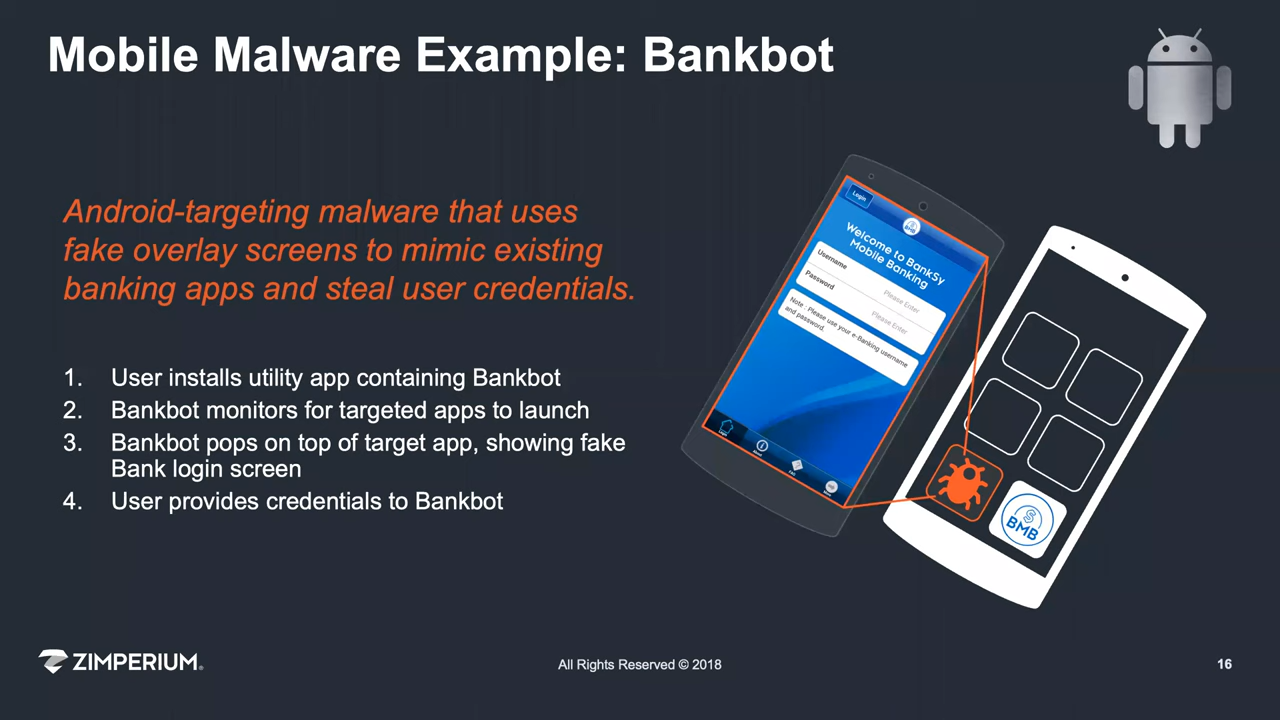 Mobile Malware Example: Bankbot
Android-targeting malware that uses
fake overlay screens to mimic existing
banking apps and steal user credentials.
1. User installs utility app containing Bankbot
2. Bankbot monitors for targeted apps to launch
3. Bankbot pops on top of target app, showing fake
Bank login screen
4. User provides credentials to Bankbot
Login
BMB
Welcome to BankSy
Mobile Banking
Username
Please Enter
Password
Please Enter
Note : Please use your e-Banking username
and password.
FAQ
$
BMB
ZIMPERIUM
All Rights Reserved © 2018
16